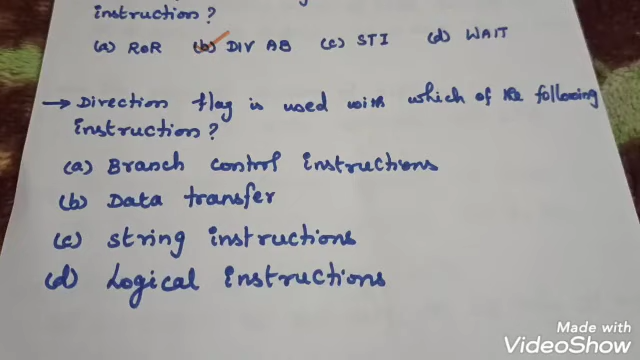 instruction?
(a) ROR (b) DIV AB (c) STI (d) WAIT
→ Direction flag is used with which of the following
instruction?
(a) Branch control instructions
(b) Data transfer
(c) String instructions
(d) Logical instructions
Made with
VideoShow